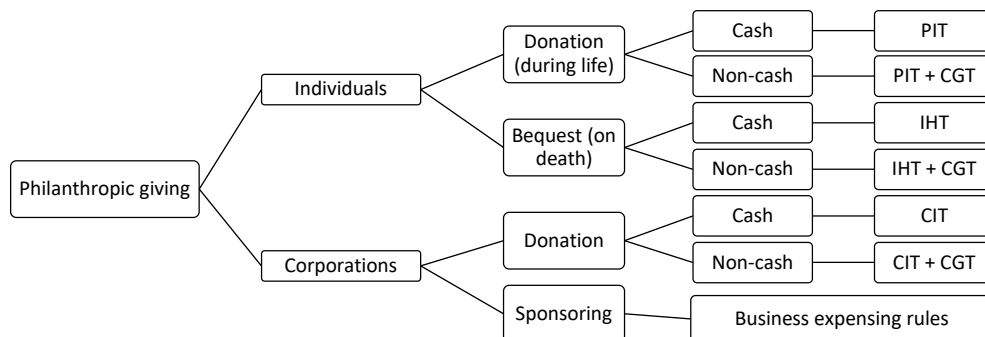 Philanthropic giving
Individuals
Donation
(during life)
Cash
PIT
Non-cash
PIT + CGT
Bequest (on
death)
Cash
IHT
Non-cash
IHT + CGT
Corporations
Donation
Cash
CIT
Non-cash
CIT + CGT
Sponsoring
Business expensing rules